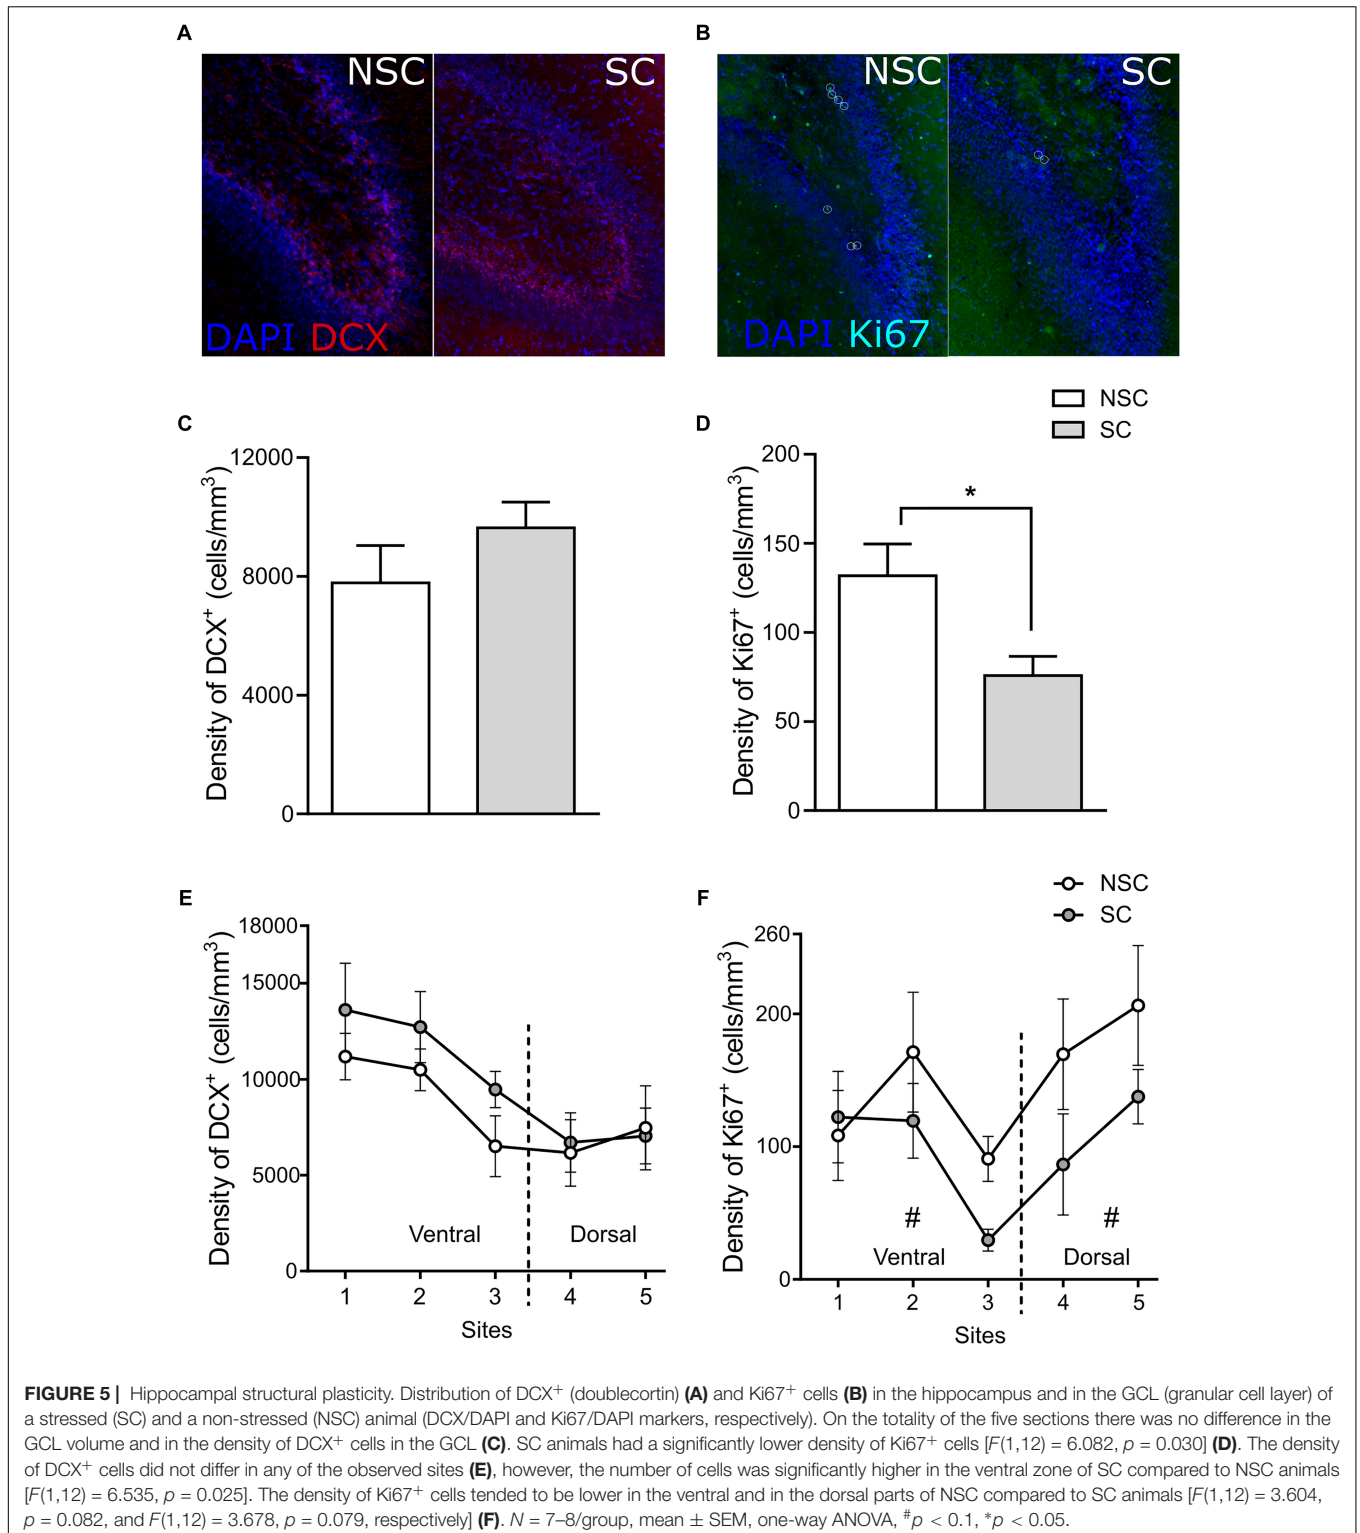 A
B
NSC
SC
DAPI DCX
NSC
SC
DAPI Ki67
NSC
SC
C
Density of DCX⁺ (cells/mm³)
12000
8000
4000
0
D
Density of Ki67⁺ (cells/mm³)
200
150
100
50
0
*
NSC
SC
E
Density of DCX⁺ (cells/mm³)
18000
15000
10000
5000
0
Ventral
Dorsal
1 2 3 4 5
Sites
F
Density of Ki67⁺ (cells/mm³)
260
200
100
0
# #
Ventral
Dorsal
1 2 3 4 5
Sites
FIGURE 5 | Hippocampal structural plasticity. Distribution of DCX⁺ (doublecortin) (A) and Ki67⁺ cells (B) in the hippocampus and in the GCL (granular cell layer) of
a stressed (SC) and a non-stressed (NSC) animal (DCX/DAPI and Ki67/DAPI markers, respectively). On the totality of the five sections there was no difference in the
GCL volume and in the density of DCX⁺ cells in the GCL (C). SC animals had a significantly lower density of Ki67⁺ cells [F(1,12) = 6.082, p = 0.030] (D). The density
of DCX⁺ cells did not differ in any of the observed sites (E), however, the number of cells was significantly higher in the ventral zone of SC compared to NSC animals
[F(1,12) = 6.535, p = 0.025]. The density of Ki67⁺ cells tended to be lower in the ventral and in the dorsal parts of NSC compared to SC animals [F(1,12) = 3.604,
p = 0.082, and F(1,12) = 3.678, p = 0.079, respectively] (F). N = 7–8/group, mean ± SEM, one-way ANOVA, #p < 0.1, *p < 0.05.